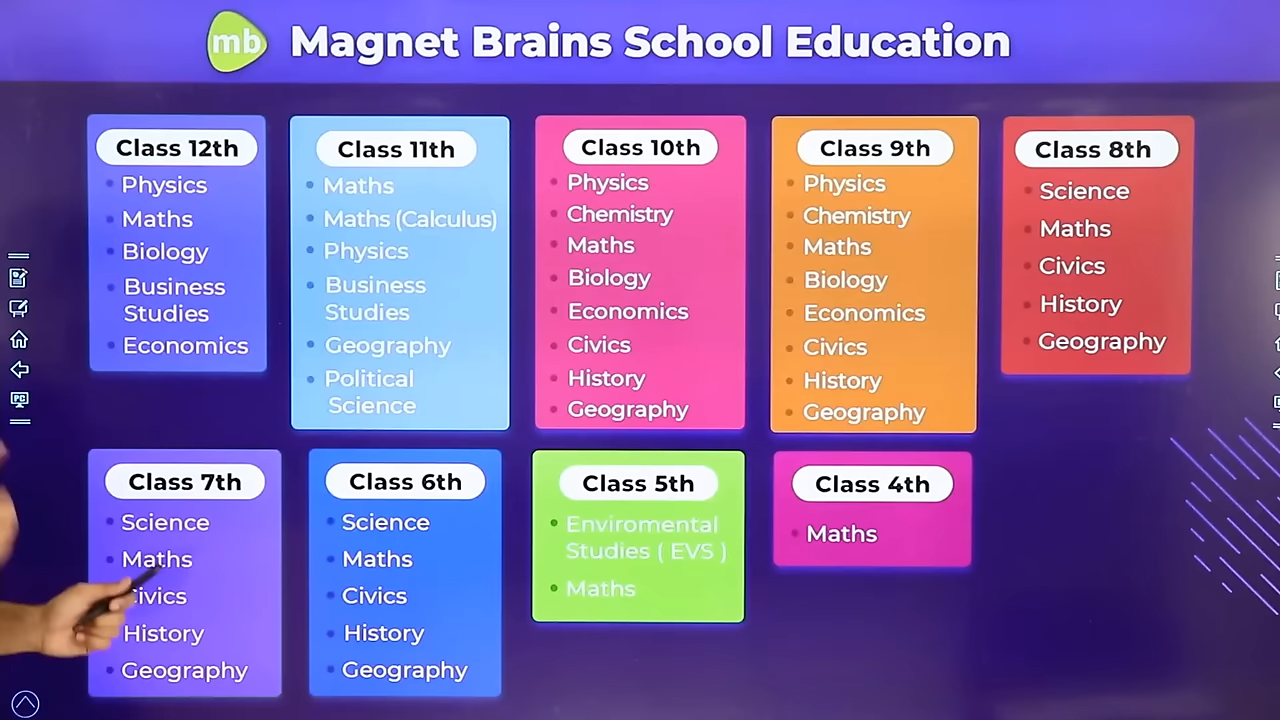 mb Magnet Brains School Education
Class 12th
Physics
Maths
Biology
Business
Studies
Economics
Class 11th
Maths
Maths (Calculus)
Physics
Business
Studies
Geography
Political
Science
Class 10th
Physics
Chemistry
Maths
Biology
Economics
Civics
History
Geography
Class 9th
Physics
Chemistry
Maths
Biology
Economics
Civics
History
Geography
Class 8th
Science
Maths
Civics
History
Geography
Class 7th
Science
Maths
Civics
History
Geography
Class 6th
Science
Maths
Civics
History
Geography
Class 5th
Enviromental
Studies ( EVS )
Maths
Class 4th
Maths
PC